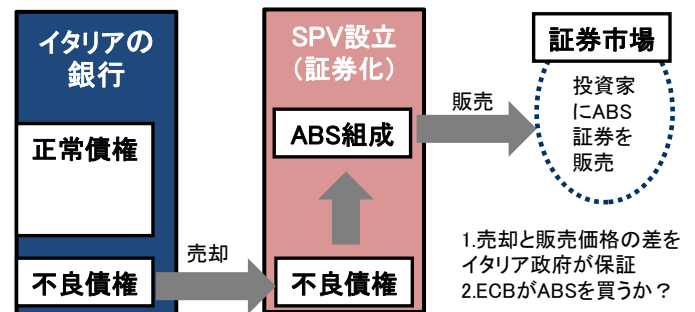 イタリアの
銀行
正常債権
不良債権
売却
SPV設立
（証券化）
ABS組成
不良債権
販売
証券市場
投資家
にABS
証券を
販売
1.売却と販売価格の差を
イタリア政府が保証
2.ECBがABSを買うか？